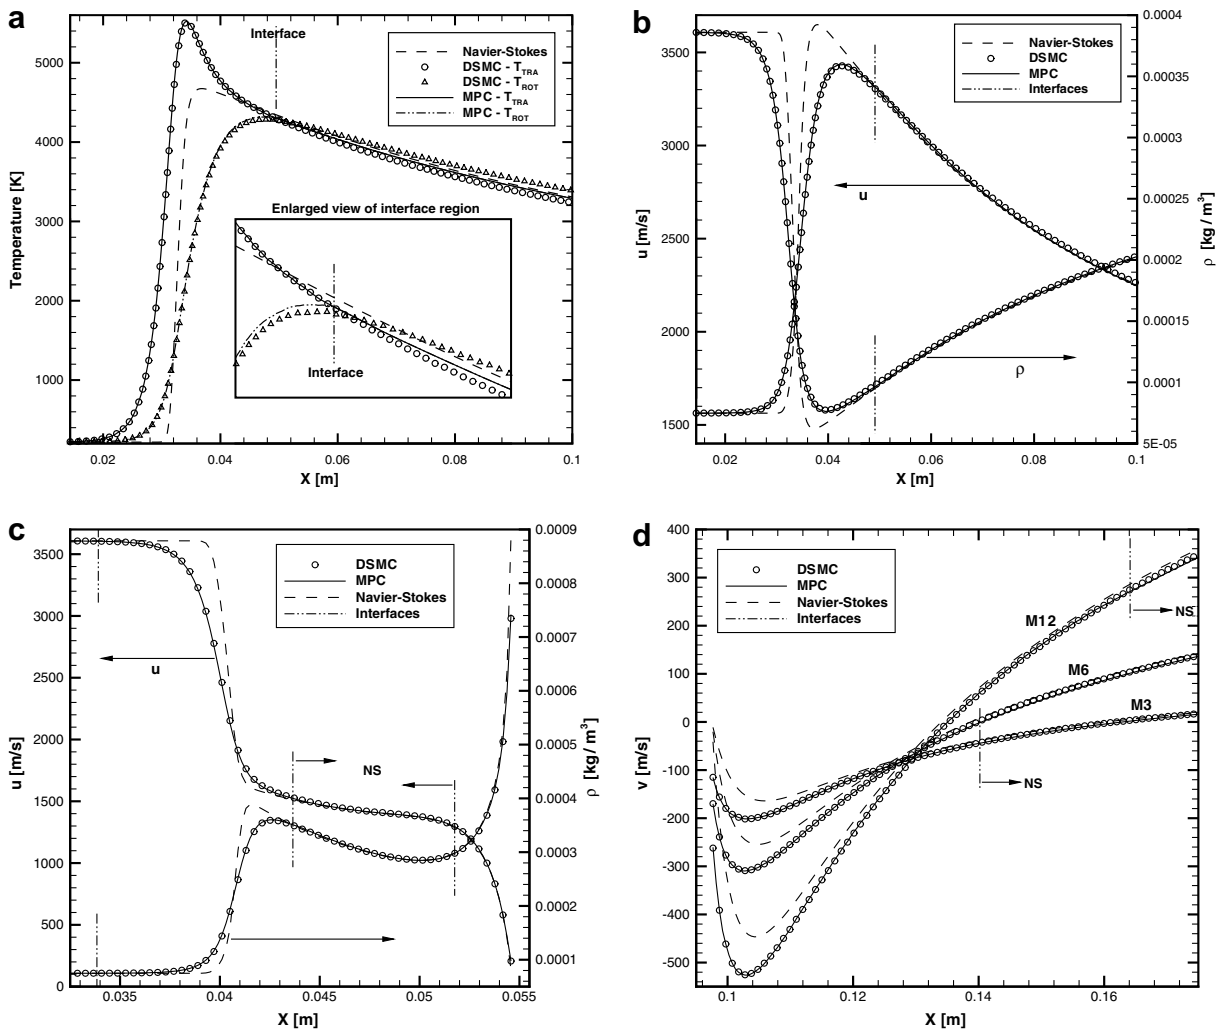 a
Interface
Navier-Stokes
DSMC - T_TRA
DSMC - T_ROT
MPC - T_TRA
MPC - T_ROT
5000
4000
3000
2000
1000
Temperature [K]
Enlarged view of interface region
Interface
0.02
0.04
0.06
0.08
0.1
X [m]
b
Navier-Stokes
DSMC
MPC
Interfaces
3500
3000
2500
2000
1500
u [m/s]
0.0004
0.00035
0.0003
0.00025
0.0002
0.00015
0.0001
5E-05
ρ [kg / m³]
u
ρ
0.02
0.04
0.06
0.08
0.1
X [m]
c
DSMC
MPC
Navier-Stokes
Interfaces
3500
3000
2500
2000
1500
1000
500
0
u [m/s]
0.0009
0.0008
0.0007
0.0006
0.0005
0.0004
0.0003
0.0002
0.0001
ρ [kg / m³]
u
NS
0.035
0.04
0.045
0.05
0.055
X [m]
d
DSMC
MPC
Navier-Stokes
Interfaces
400
300
200
100
0
-100
-200
-300
-400
-500
v [m/s]
M12
NS
M6
M3
NS
0.1
0.12
0.14
0.16
X [m]